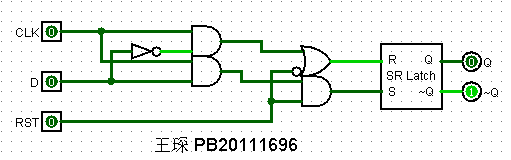 CLK 0
D 0
RST 0
R Q
SR Latch
S ~Q
0 Q
1 ~Q
王琛 PB20111696